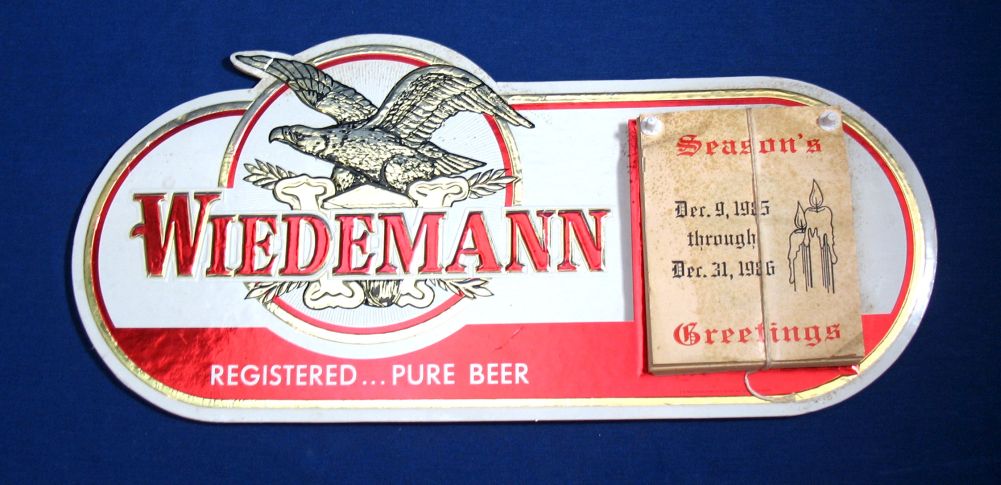 WIEDEMANN
REGISTERED...PURE BEER
Season's
Dec. 9, 1985
through
Dec. 31, 1986
Greetings